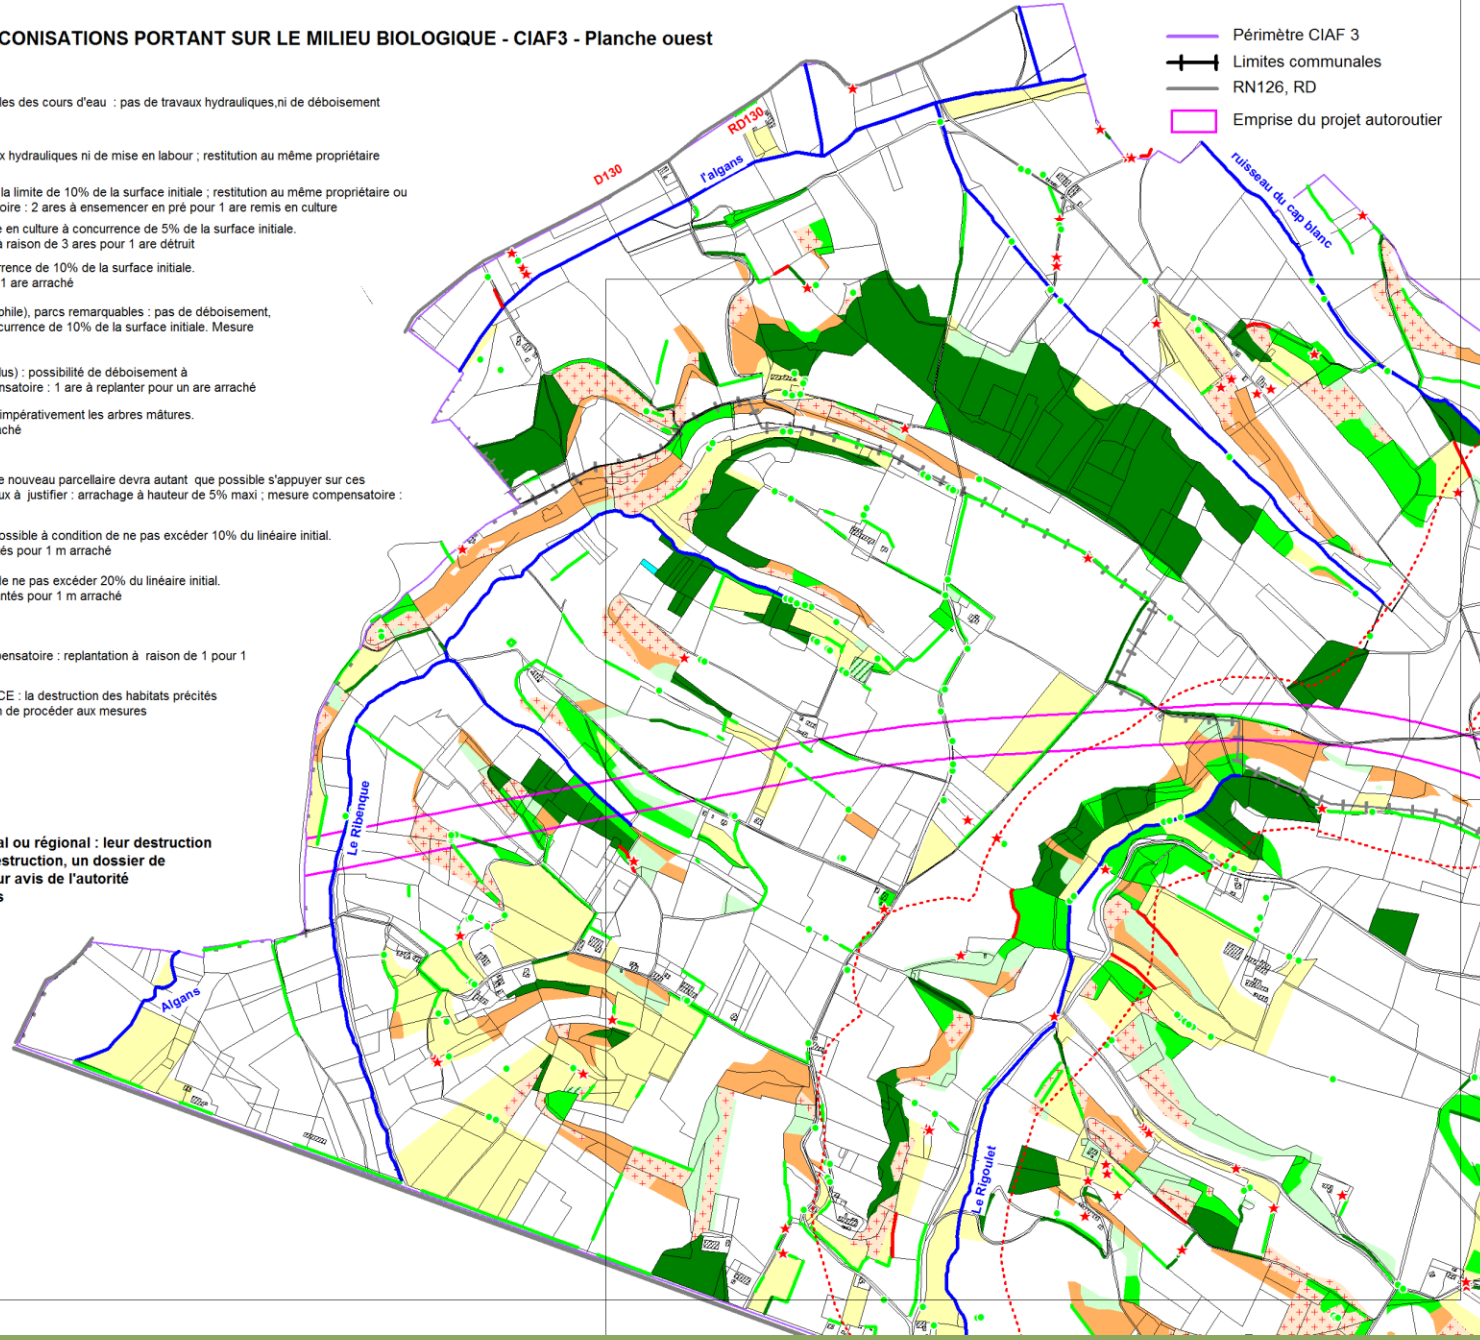 CONISATIONS PORTANT SUR LE MILIEU BIOLOGIQUE - CIAF3 - Planche ouest
Périmètre CIAF 3
Limites communales
RN126, RD
Emprise du projet autoroutier
les des cours d'eau : pas de travaux hydrauliques,ni de déboisement
x hydrauliques ni de mise en labour ; restitution au même propriétaire
la limite de 10% de la surface initiale ; restitution au même propriétaire ou
oire : 2 ares à ensemencer en pré pour 1 are remis en culture
e en culture à concurrence de 5% de la surface initiale.
à raison de 3 ares pour 1 are détruit
rrence de 10% de la surface initiale.
1 are arraché
phile), parcs remarquables : pas de déboisement,
currence de 10% de la surface initiale. Mesure
lus) : possibilité de déboisement à
nsatoire : 1 are à replanter pour un are arraché
impérativement les arbres mâtures.
aché
e nouveau parcellaire devra autant que possible s'appuyer sur ces
ux à justifier : arrachage à hauteur de 5% maxi ; mesure compensatoire :
ossible à condition de ne pas excéder 10% du linéaire initial.
tés pour 1 m arraché
de ne pas excéder 20% du linéaire initial.
ntés pour 1 m arraché
pensatoire : replantation à raison de 1 pour 1
CE : la destruction des habitats précités
n de procéder aux mesures
al ou régional : leur destruction
estruction, un dossier de
ur avis de l'autorité
s
D130
RD130
l'algans
ruisseau du cap blanc
Le Ribenque
Algans
Le Rigoulet